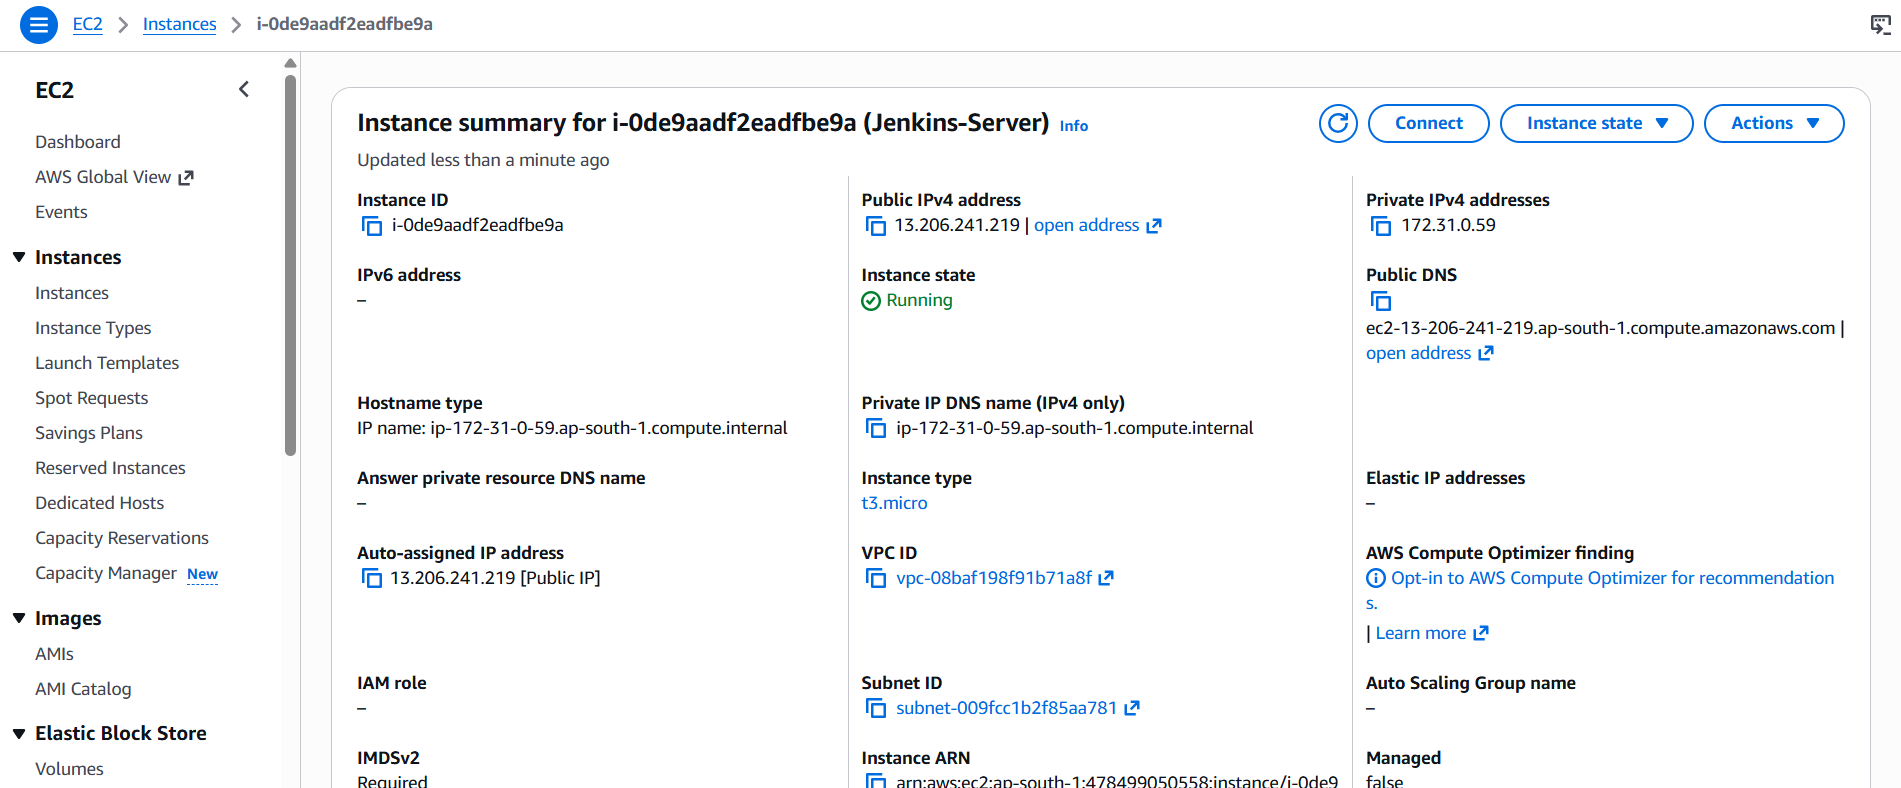 EC2 > Instances > i-0de9aadf2eadfbe9a
EC2
Dashboard
AWS Global View
Events
Instances
Instances
Instance Types
Launch Templates
Spot Requests
Savings Plans
Reserved Instances
Dedicated Hosts
Capacity Reservations
Capacity Manager New
Images
AMIs
AMI Catalog
Elastic Block Store
Volumes
Instance summary for i-0de9aadf2eadfbe9a (Jenkins-Server) Info
Updated less than a minute ago
Connect
Instance state
Actions
Instance ID
i-0de9aadf2eadfbe9a
Public IPv4 address
13.206.241.219 | open address
Private IPv4 addresses
172.31.0.59
IPv6 address
–
Instance state
Running
Public DNS
ec2-13-206-241-219.ap-south-1.compute.amazonaws.com |
open address
Hostname type
IP name: ip-172-31-0-59.ap-south-1.compute.internal
Private IP DNS name (IPv4 only)
ip-172-31-0-59.ap-south-1.compute.internal
Answer private resource DNS name
–
Instance type
t3.micro
Elastic IP addresses
–
Auto-assigned IP address
13.206.241.219 [Public IP]
VPC ID
vpc-08baf198f91b71a8f
AWS Compute Optimizer finding
Opt-in to AWS Compute Optimizer for recommendation
s.
| Learn more
IAM role
–
Subnet ID
subnet-009fcc1b2f85aa781
Auto Scaling Group name
–
IMDSv2
Required
Instance ARN
arn:aws:ec2:ap-south-1:478499050558:instance/i-0de9
Managed
false